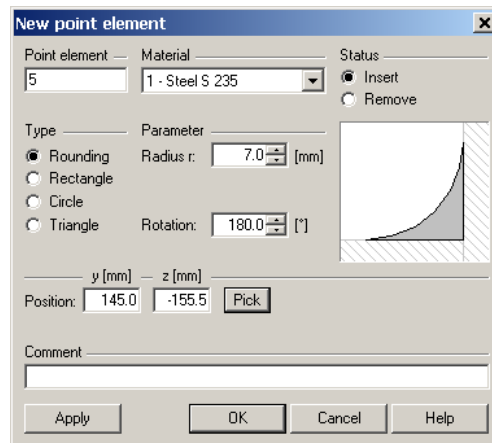 New point element
Point element Material Status
5 1 - Steel S 235 Insert
Remove
Type Parameter
Rounding Radius r: 7.0 [mm]
Rectangle
Circle
Triangle Rotation: 180.0 [°]
y [mm] z [mm]
Position: 145.0 -155.5 Pick
Comment
Apply OK Cancel Help